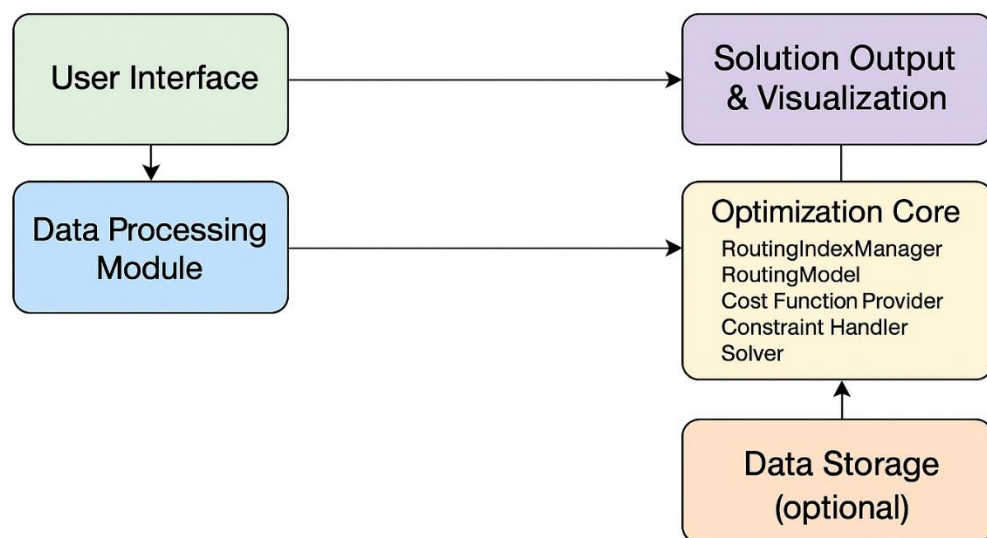 User Interface
Solution Output
& Visualization
Data Processing
Module
Optimization Core
RoutingIndexManager
RoutingModel
Cost Function Provider
Constraint Handler
Solver
Data Storage
(optional)